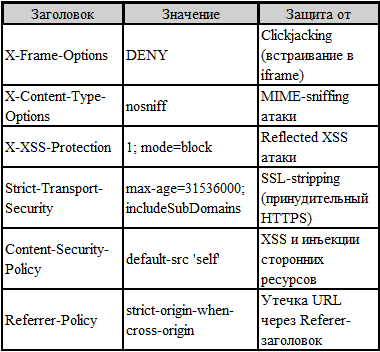 Заголовок Значение Защита от
X-Frame-Options DENY Clickjacking
(встраивание в
iframe)
X-Content-Type-
Options nosniff MIME-sniffing
атаки
X-XSS-Protection 1; mode=block Reflected XSS
атаки
Strict-Transport-
Security max-age=31536000;
includeSubDomains SSL-stripping
(принудительный
HTTPS)
Content-Security-
Policy default-src 'self' XSS и инъекции
сторонних
ресурсов
Referrer-Policy strict-origin-when-
cross-origin Утечка URL
через Referer-
заголовок